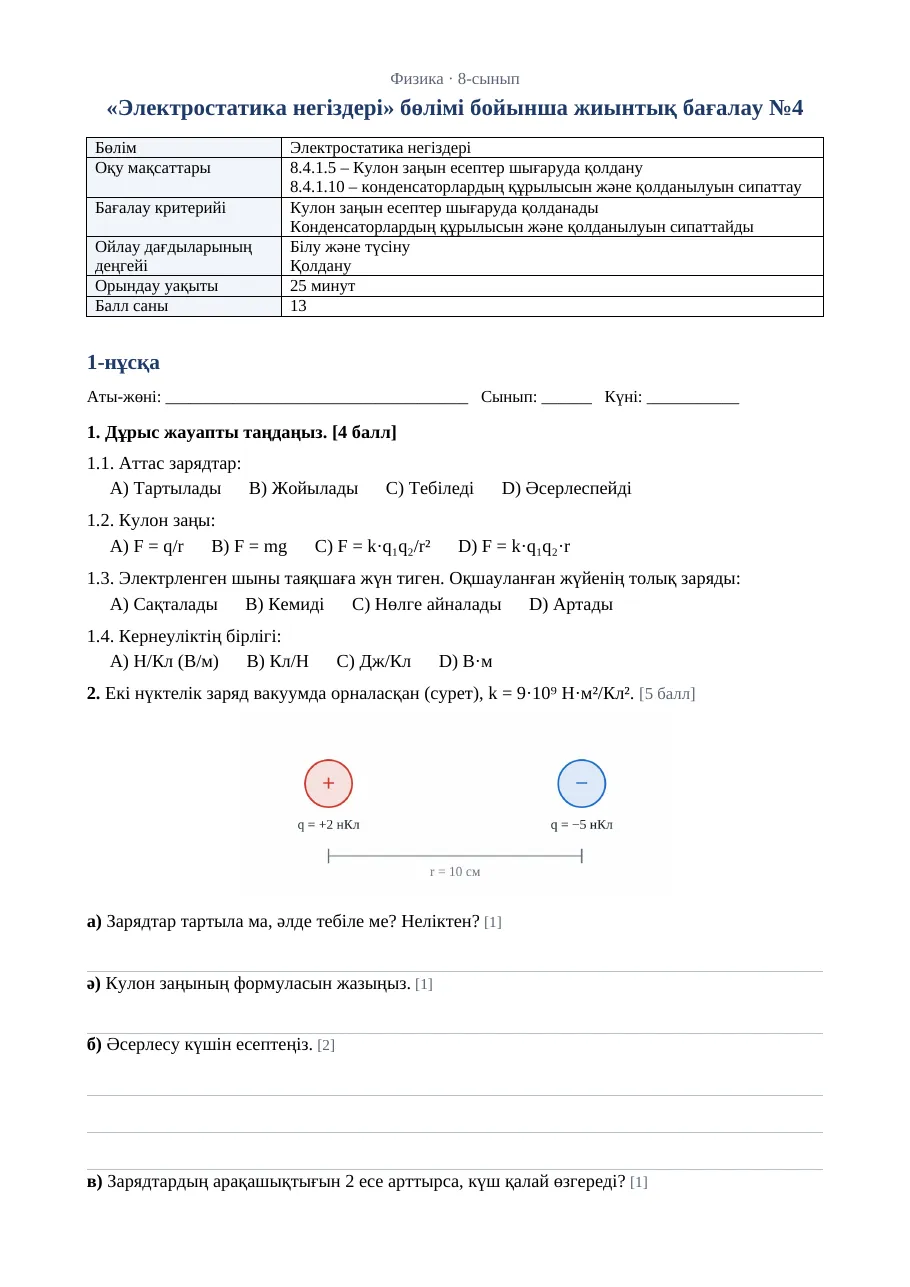 Физика · 8-сынып
«Электростатика негіздері» бөлімі бойынша жиынтық бағалау №4
Бөлім Электростатика негіздері
Оқу мақсаттары 8.4.1.5 – Кулон заңын есептер шығаруда қолдану
8.4.1.10 – конденсаторлардың құрылысын және қолданылуын сипаттау
Бағалау критерийі Кулон заңын есептер шығаруда қолданады
Конденсаторлардың құрылысын және қолданылуын сипаттайды
Ойлау дағдыларының Білу және түсіну
деңгейі Қолдану
Орындау уақыты 25 минут
Балл саны 13
1-нұсқа
Аты-жөні: ____________________________________ Сынып: ______ Күні: ___________
1. Дұрыс жауапты таңдаңыз. [4 балл]
1.1. Аттас зарядтар:
A) Тартылады B) Жойылады C) Тебіледі D) Әсерлеспейді
1.2. Кулон заңы:
A) F = q/r B) F = mg C) F = k·q₁q₂/r² D) F = k·q₁q₂·r
1.3. Электрленген шыны таяқшаға жүн тиген. Оқшауланған жүйенің толық заряды:
A) Сақталады B) Кемиді C) Нөлге айналады D) Артады
1.4. Кернеуліктің бірлігі:
A) Н/Кл (В/м) B) Кл/Н C) Дж/Кл D) В·м
2. Екі нүктелік заряд вакуумда орналасқан (сурет), k = 9·10⁹ Н·м²/Кл². [5 балл]
+ −
q = +2 нКл q = −5 нКл
r = 10 см
а) Зарядтар тартыла ма, әлде тебіле ме? Неліктен? [1]
ә) Кулон заңының формуласын жазыңыз. [1]
б) Әсерлесу күшін есептеңіз. [2]
в) Зарядтардың арақашықтығын 2 есе арттырса, күш қалай өзгереді? [1]